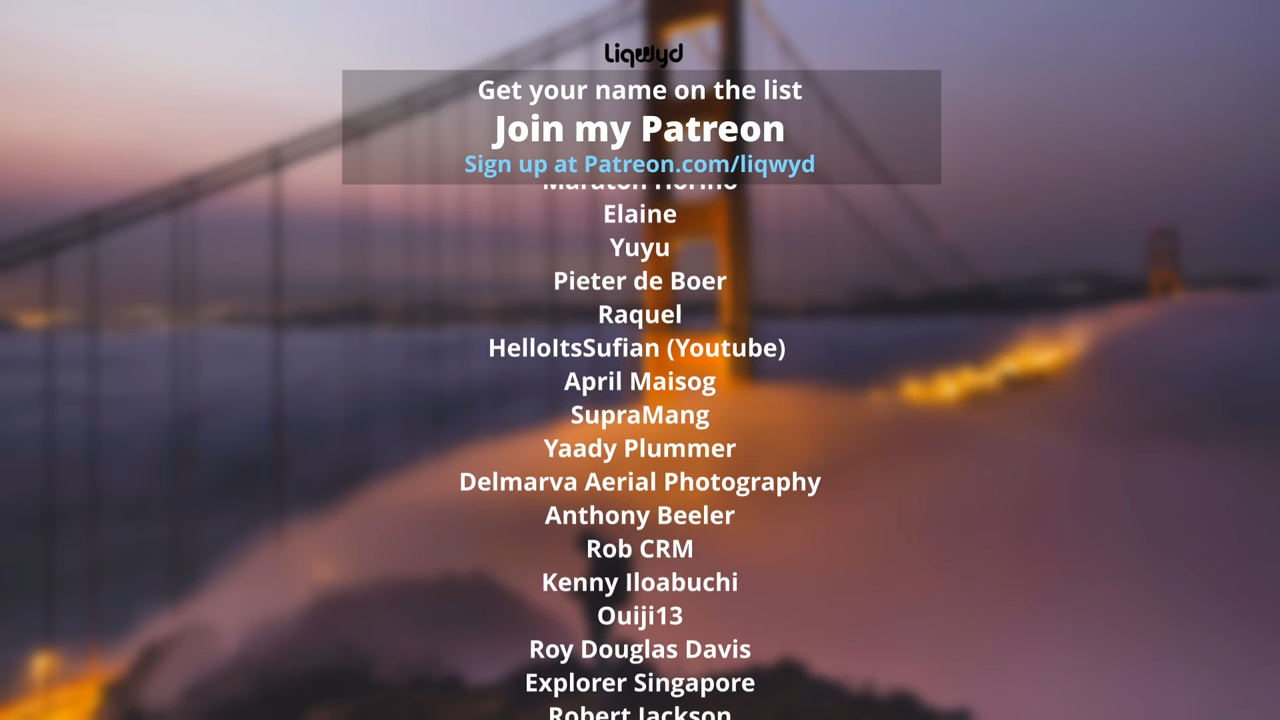 Liqwyd
Get your name on the list
Join my Patreon
Sign up at Patreon.com/liqwyd
Elaine
Yuyu
Pieter de Boer
Raquel
HelloItsSufian (Youtube)
April Maisog
SupraMang
Yaady Plummer
Delmarva Aerial Photography
Anthony Beeler
Rob CRM
Kenny Iloabuchi
Ouiji13
Roy Douglas Davis
Explorer Singapore
Robert Jackson